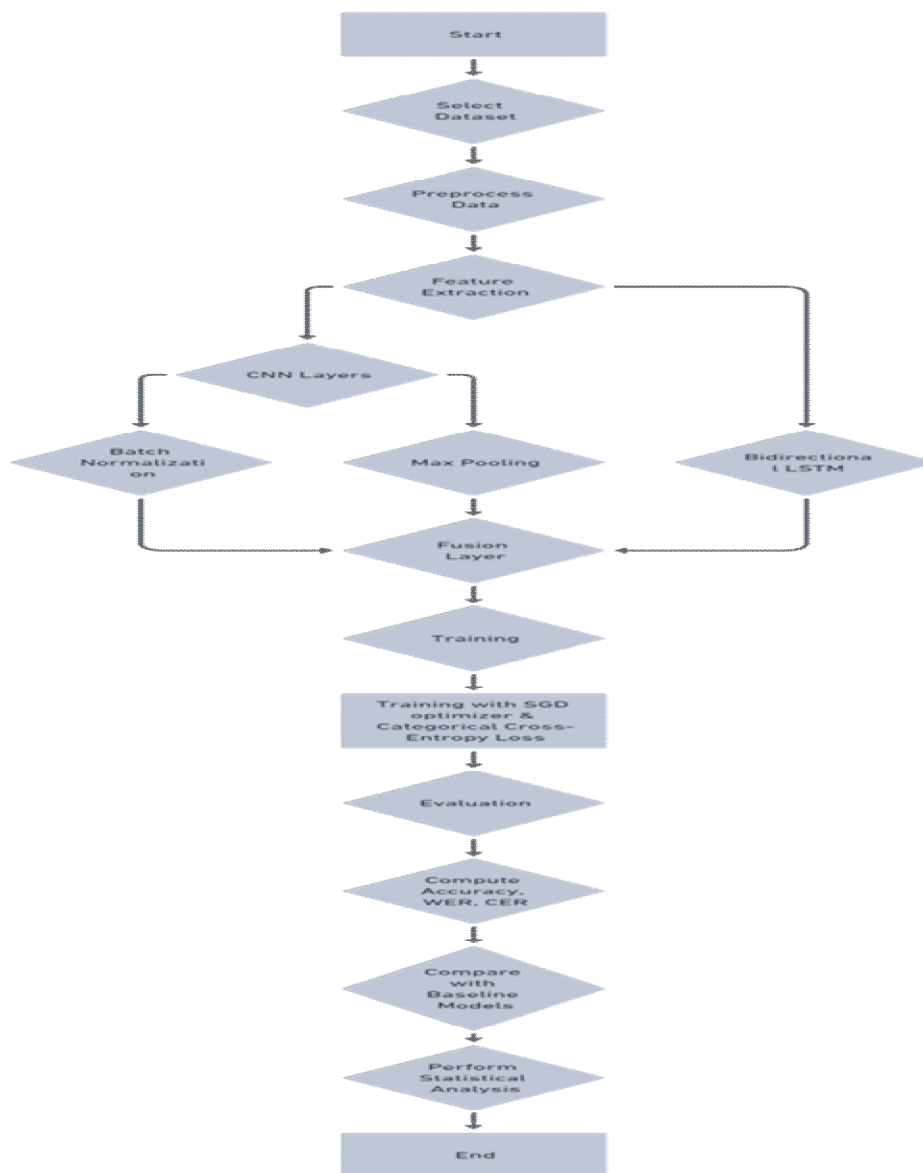 Start
Select
Dataset
Preprocess
Data
Feature
Extraction
CNN Layers
Batch
Normalizati
on
Max Pooling
Bidirectiona
l LSTM
Fusion
Layer
Training
Training with SGD
optimizer &
Categorical Cross-
Entropy Loss
Evaluation
Compute
Accuracy,
WER, CER
Compare
with
Baseline
Models
Perform
Statistical
Analysis
End